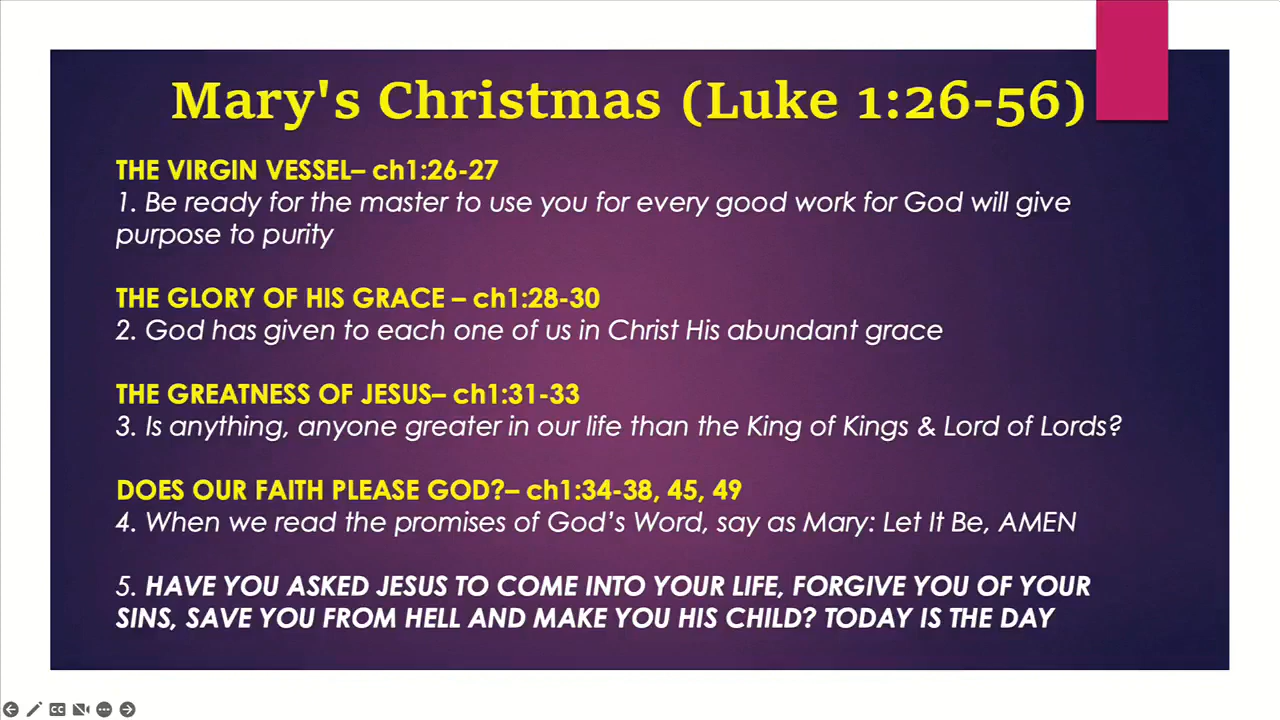 Mary's Christmas (Luke 1:26-56)
THE VIRGIN VESSEL– ch1:26-27
1. Be ready for the master to use you for every good work for God will give
purpose to purity
THE GLORY OF HIS GRACE – ch1:28-30
2. God has given to each one of us in Christ His abundant grace
THE GREATNESS OF JESUS– ch1:31-33
3. Is anything, anyone greater in our life than the King of Kings & Lord of Lords?
DOES OUR FAITH PLEASE GOD?– ch1:34-38, 45, 49
4. When we read the promises of God’s Word, say as Mary: Let It Be, AMEN
5. HAVE YOU ASKED JESUS TO COME INTO YOUR LIFE, FORGIVE YOU OF YOUR
SINS, SAVE YOU FROM HELL AND MAKE YOU HIS CHILD? TODAY IS THE DAY
CC